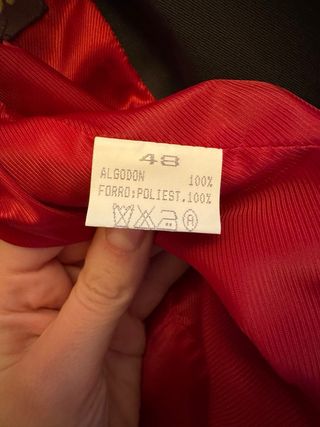 48
ALGODON 100%
FORRO:POLIEST.100%
A